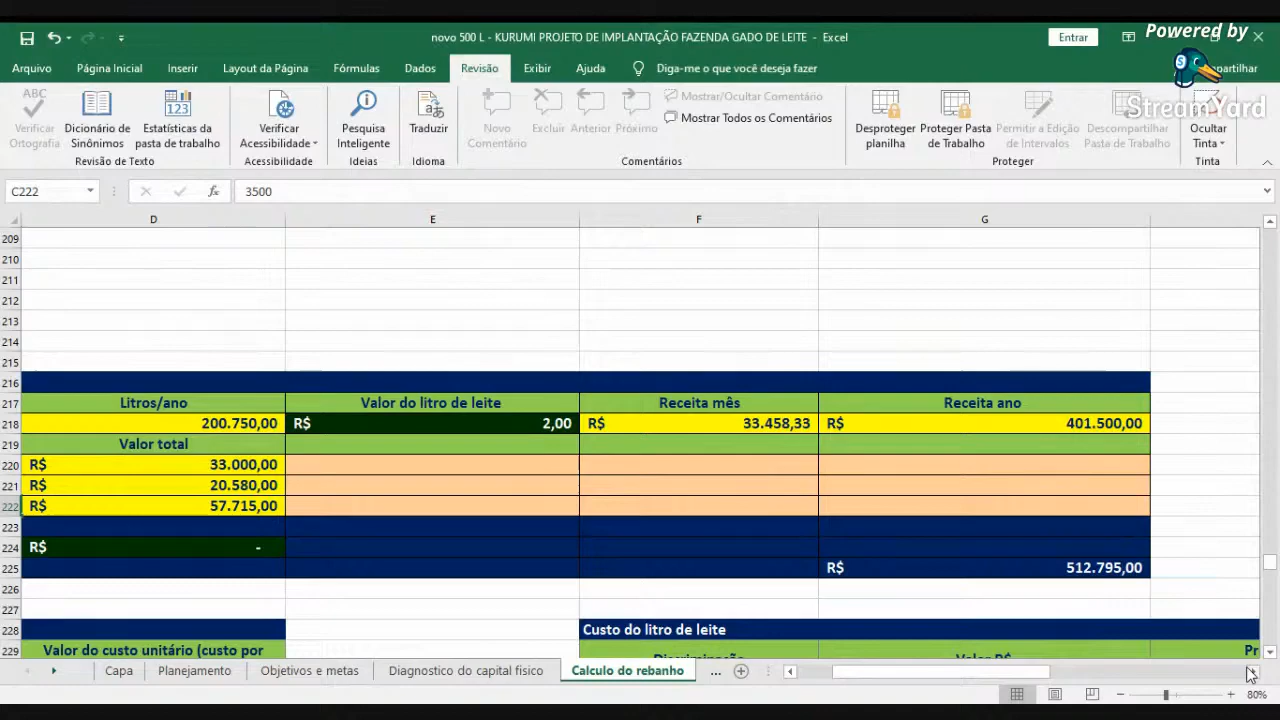 Powered by
novo 500 L - KURUMI PROJETO DE IMPLANTAÇÃO FAZENDA GADO DE LEITE - Excel
Entrar
Arquivo Página Inicial Inserir Layout da Página Fórmulas Dados Revisão Exibir Ajuda Diga-me o que você deseja fazer
StreamYard
Verificar Ortografia
Dicionário de Sinônimos
Estatísticas da pasta de trabalho
Revisão de Texto
Verificar Acessibilidade
Acessibilidade
Pesquisa Inteligente
Ideias
Traduzir
Idioma
Novo Comentário
Excluir
Anterior
Próximo
Mostrar/Ocultar Comentário
Mostrar Todos os Comentários
Comentários
Desproteger planilha
Proteger Pasta de Trabalho
Permitir a Edição de Intervalos
Descompartilhar Pasta de Trabalho
Proteger
Ocultar Tinta
Tinta
C222 fx 3500
D E F G
209
210
211
212
213
214
215
216
217 Litros/ano Valor do litro de leite Receita mês Receita ano
218 200.750,00 R$ 2,00 R$ 33.458,33 R$ 401.500,00
219 Valor total
220 R$ 33.000,00
221 R$ 20.580,00
222 R$ 57.715,00
223
224 R$ -
225 R$ 512.795,00
226
227
228 Custo do litro de leite
229 Valor do custo unitário (custo por
Capa Planejamento Objetivos e metas Diagnostico do capital fisico Calculo do rebanho ...
80%